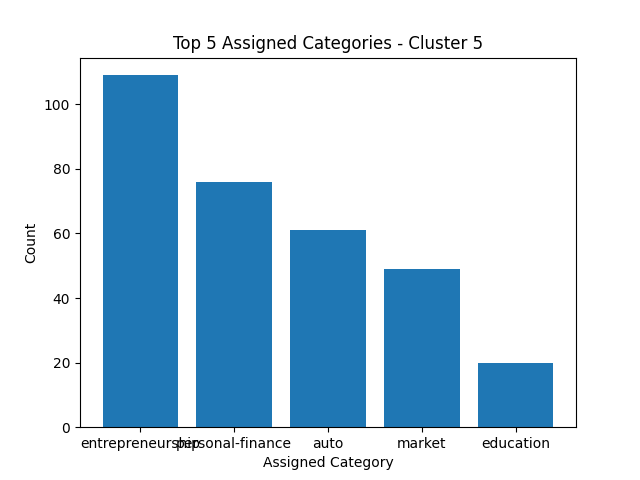 Top 5 Assigned Categories - Cluster 5
100
80
60
40
20
0
Count
entrepreneurship personal-finance auto market education
Assigned Category